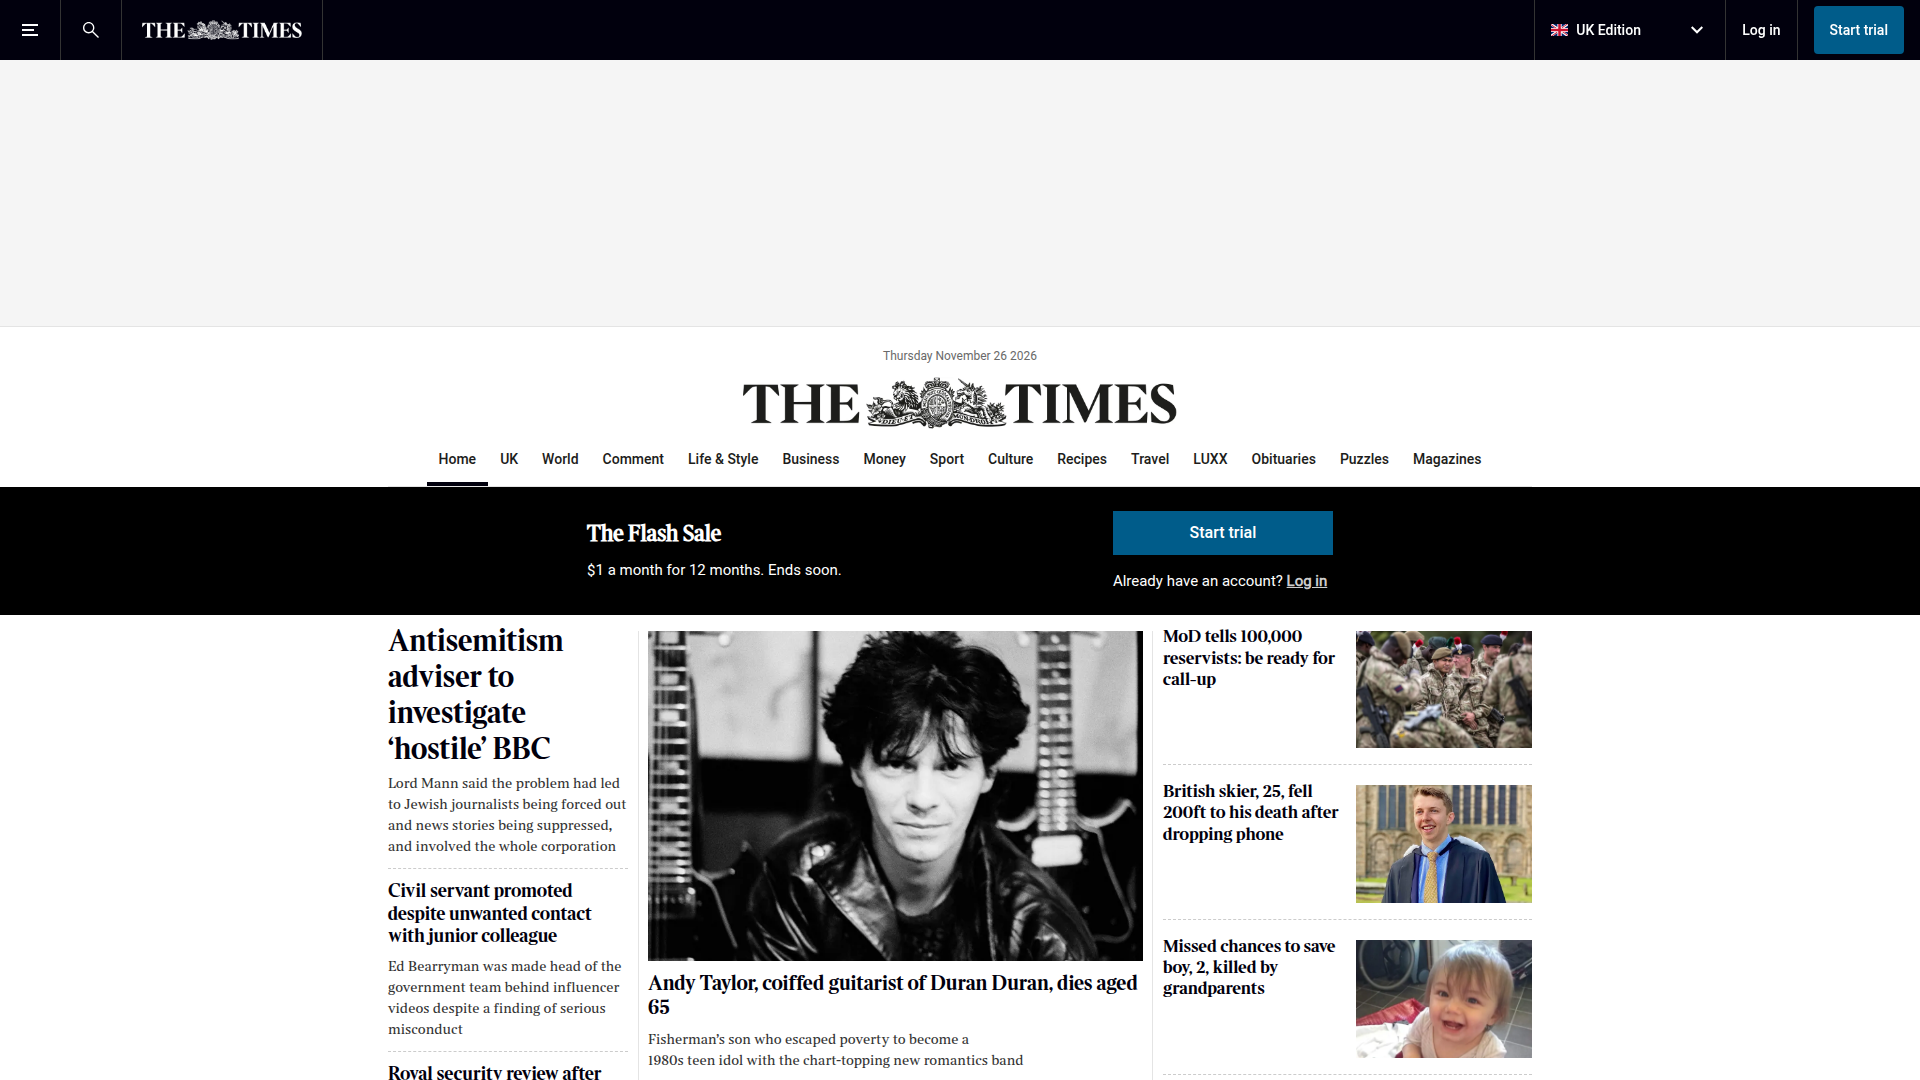 THE TIMES
UK Edition
Log in
Start trial
Thursday November 26 2026
THE TIMES
Home
UK
World
Comment
Life & Style
Business
Money
Sport
Culture
Recipes
Travel
LUXX
Obituaries
Puzzles
Magazines
The Flash Sale
$1 a month for 12 months. Ends soon.
Start trial
Already have an account? Log in
Antisemitism
adviser to
investigate
‘hostile’ BBC
Lord Mann said the problem had led
to Jewish journalists being forced out
and news stories being suppressed,
and involved the whole corporation
Civil servant promoted
despite unwanted contact
with junior colleague
Ed Bearryman was made head of the
government team behind influencer
videos despite a finding of serious
misconduct
Royal security review after
Andy Taylor, coiffed guitarist of Duran Duran, dies aged
65
Fisherman’s son who escaped poverty to become a
1980s teen idol with the chart-topping new romantics band
MoD tells 100,000
reservists: be ready for
call-up
British skier, 25, fell
200ft to his death after
dropping phone
Missed chances to save
boy, 2, killed by
grandparents